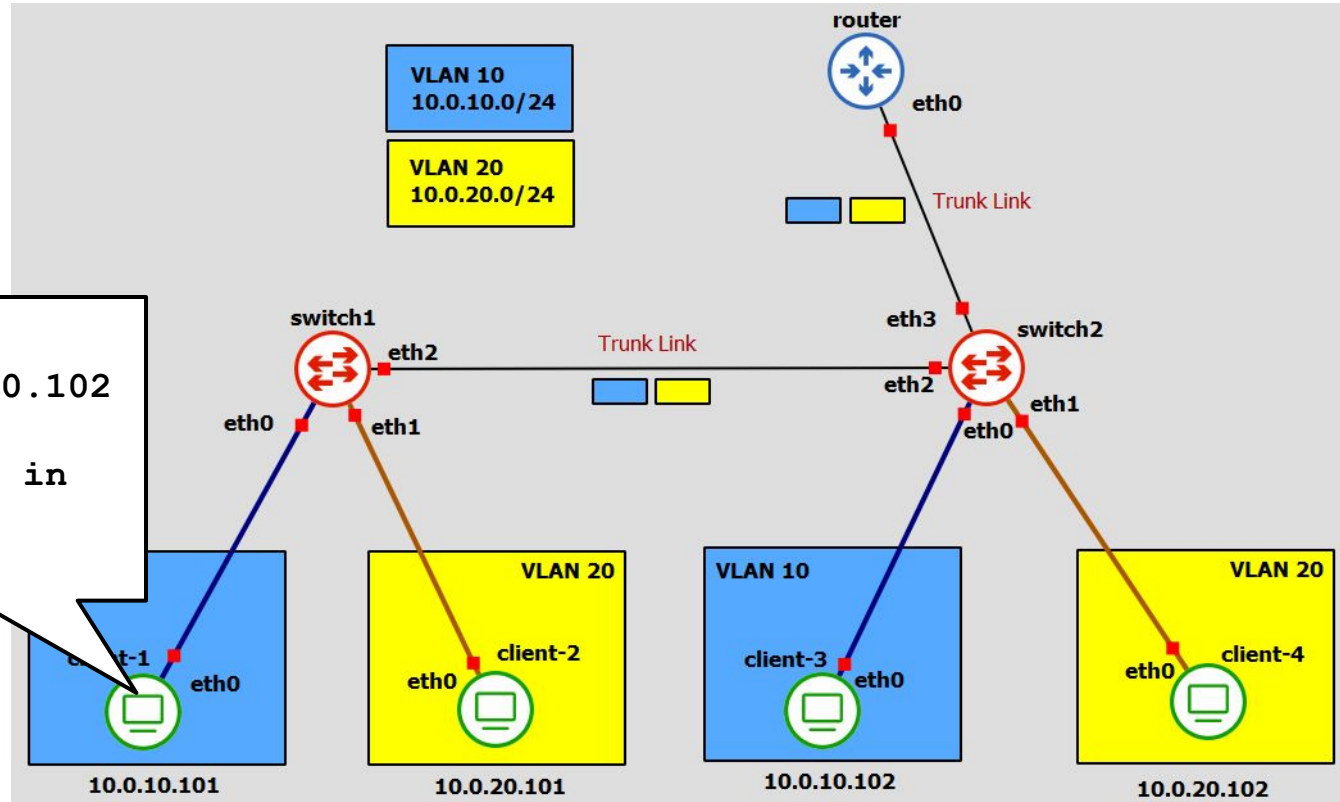 router
eth0
VLAN 10
10.0.10.0/24
VLAN 20
10.0.20.0/24
Trunk Link
switch1
eth2
Trunk Link
eth3
switch2
eth2
0.102
in
eth0
eth1
eth0
eth1
VLAN 20
VLAN 10
VLAN 20
client-2
eth0
eth0
client-3
eth0
client-4
eth0
10.0.10.101
10.0.20.101
10.0.10.102
10.0.20.102